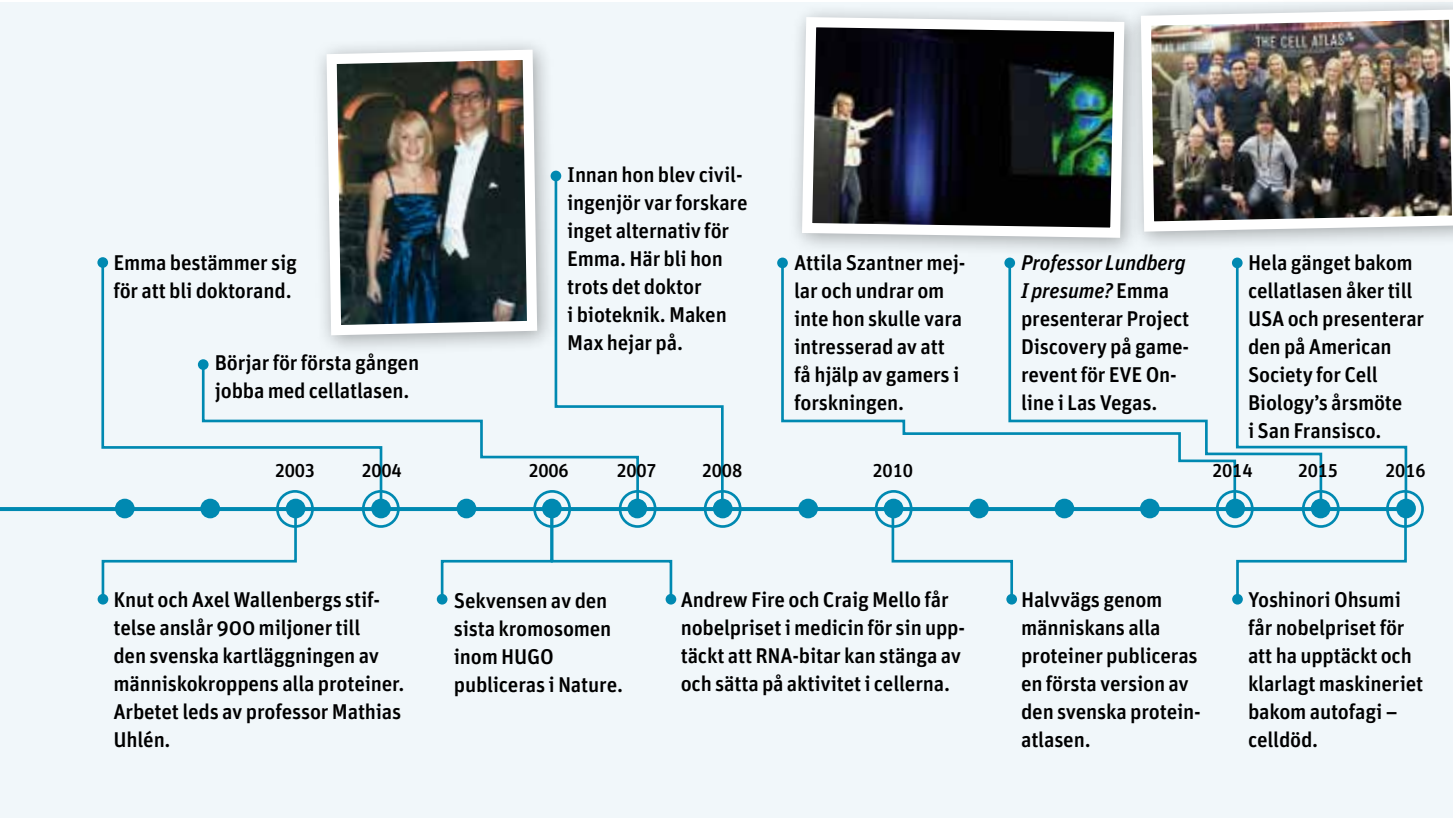 THE CELL ATLAS
Innan hon blev civil-
ingenjör var forskare
inget alternativ för
Emma. Här bli hon
trots det doktor
i bioteknik. Maken
Max hejar på.
Emma bestämmer sig
för att bli doktorand.
Börjar för första gången
jobba med cellatlasen.
Attila Szantner mej-
lar och undrar om
inte hon skulle vara
intresserad av att
få hjälp av gamers i
forskningen.
Professor Lundberg
I presume? Emma
presenterar Project
Discovery på game-
revent för EVE On-
line i Las Vegas.
Hela gänget bakom
cellatlasen åker till
USA och presenterar
den på American
Society for Cell
Biology’s årsmöte
i San Fransisco.
2003 2004 2006 2007 2008 2010 2014 2015 2016
Knut och Axel Wallenbergs stif-
telse anslår 900 miljoner till
den svenska kartläggningen av
människokroppens alla proteiner.
Arbetet leds av professor Mathias
Uhlén.
Sekvensen av den
sista kromosomen
inom HUGO
publiceras i Nature.
Andrew Fire och Craig Mello får
nobelpriset i medicin för sin upp-
täckt att RNA-bitar kan stänga av
och sätta på aktivitet i cellerna.
Halvvägs genom
människans alla
proteiner publiceras
en första version av
den svenska protein-
atlasen.
Yoshinori Ohsumi
får nobelpriset för
att ha upptäckt och
klarlagt maskineriet
bakom autofagi –
celldöd.